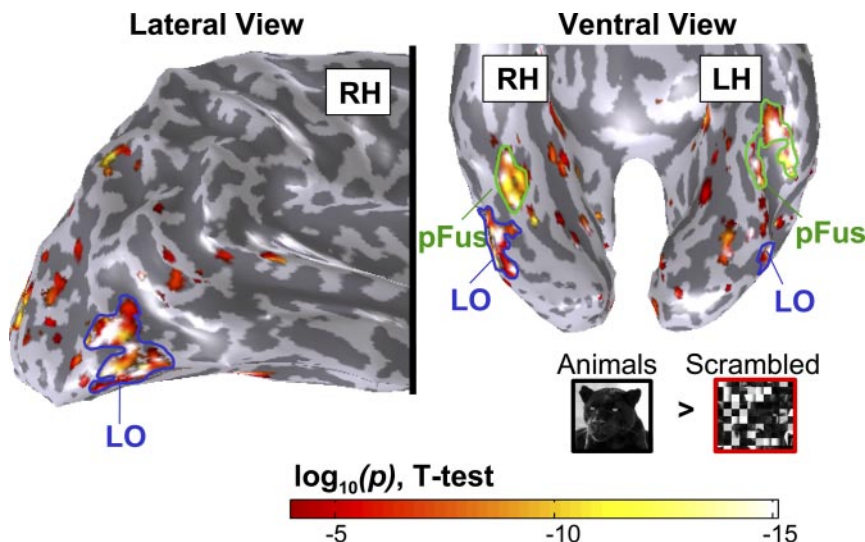 Lateral View
Ventral View
RH
RH
LH
pFus
pFus
LO
LO
LO
Animals
Scrambled
>
log10(p), T-test
-5
-10
-15